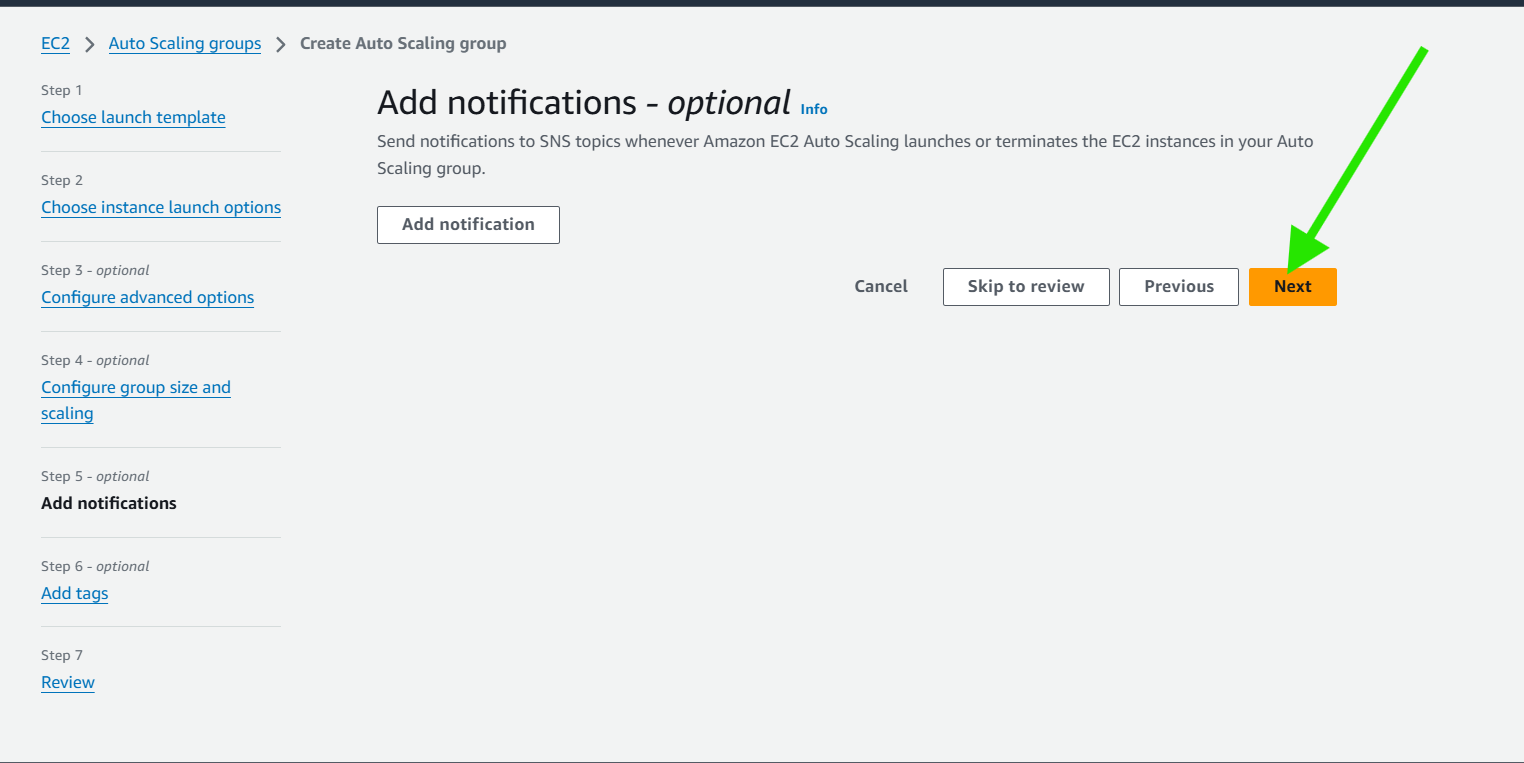 EC2 > Auto Scaling groups > Create Auto Scaling group
Step 1
Choose launch template
Step 2
Choose instance launch options
Step 3 - optional
Configure advanced options
Step 4 - optional
Configure group size and
scaling
Step 5 - optional
Add notifications
Step 6 - optional
Add tags
Step 7
Review
Add notifications - optional Info
Send notifications to SNS topics whenever Amazon EC2 Auto Scaling launches or terminates the EC2 instances in your Auto
Scaling group.
Add notification
Cancel Skip to review Previous Next